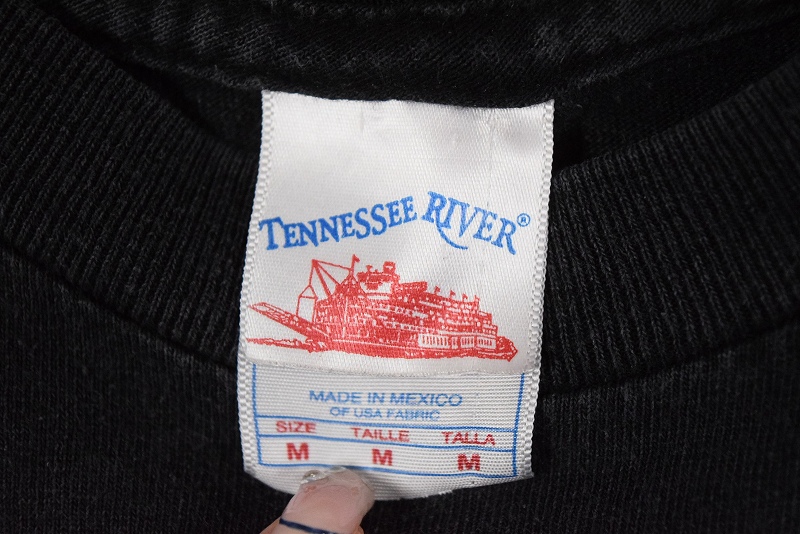 TENNESSEE RIVER®
MADE IN MEXICO
OF USA FABRIC
SIZE TAILLE TALLA
M M M